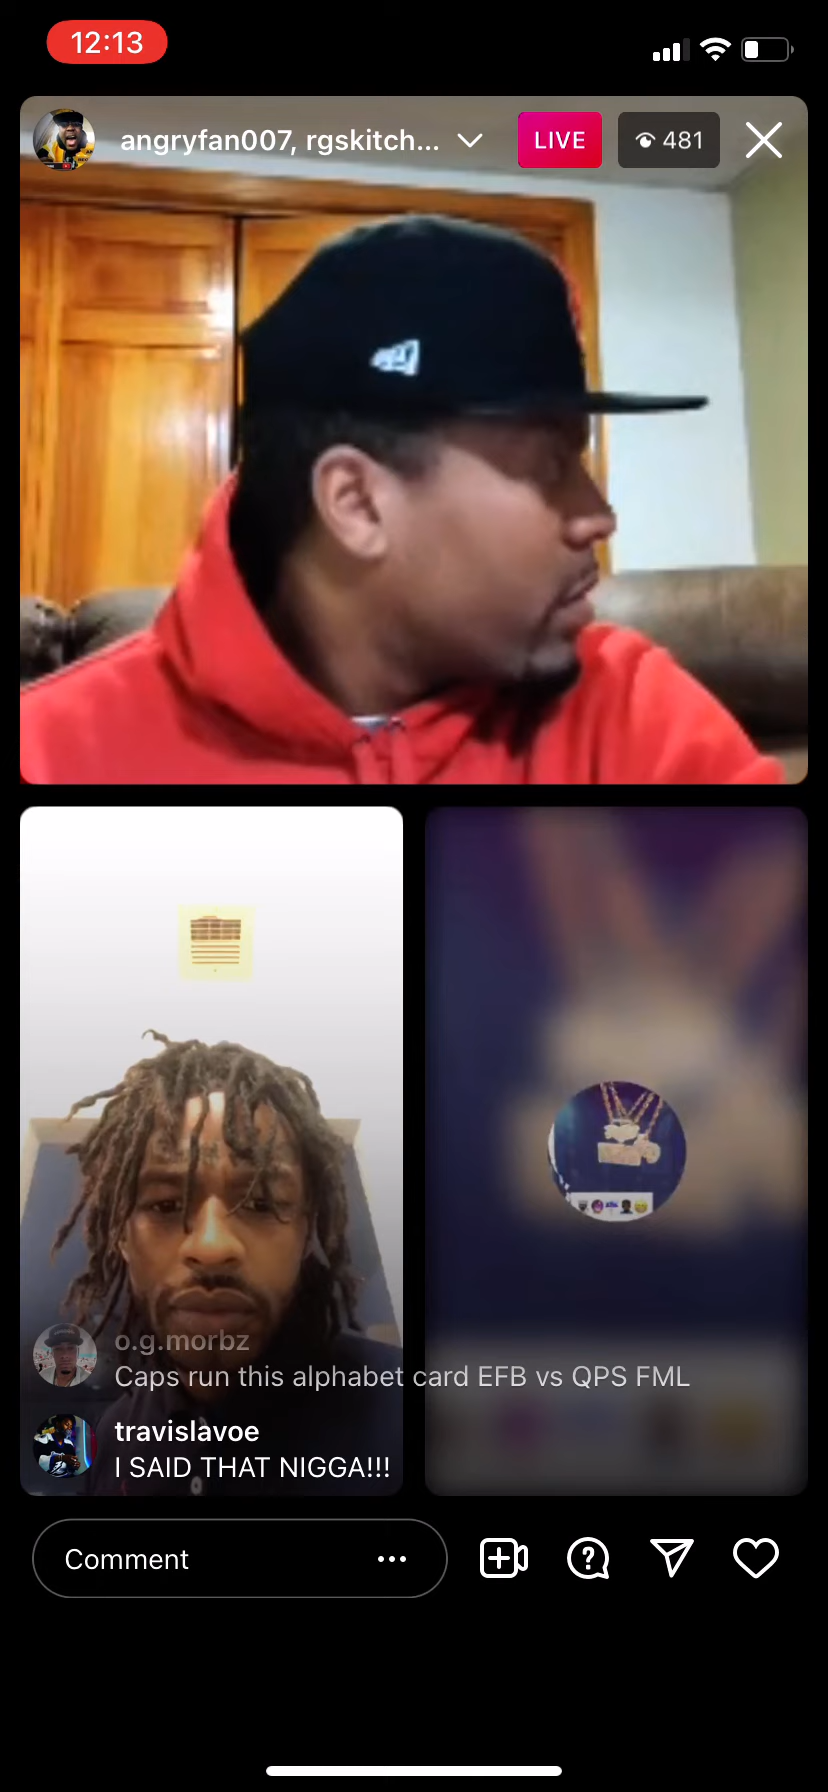 12:13
angryfan007, rgskitch...
LIVE
481
o.g.morbz
Caps run this alphabet card EFB vs QPS FML
travislavoe
I SAID THAT NIGGA!!!
Comment